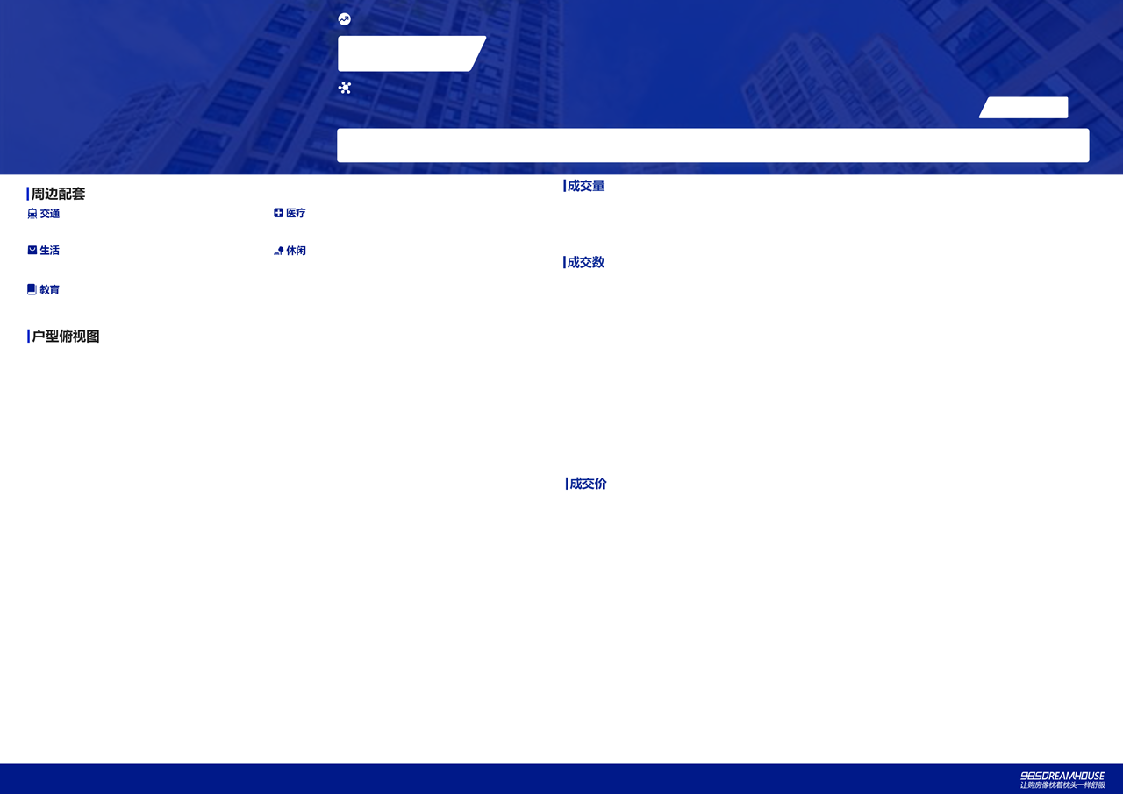 周边配套
交通
医疗
生活
休闲
教育
户型俯视图
成交量
成交数
成交价
965DREAMHOUSE
让购房像枕着枕头一样舒服